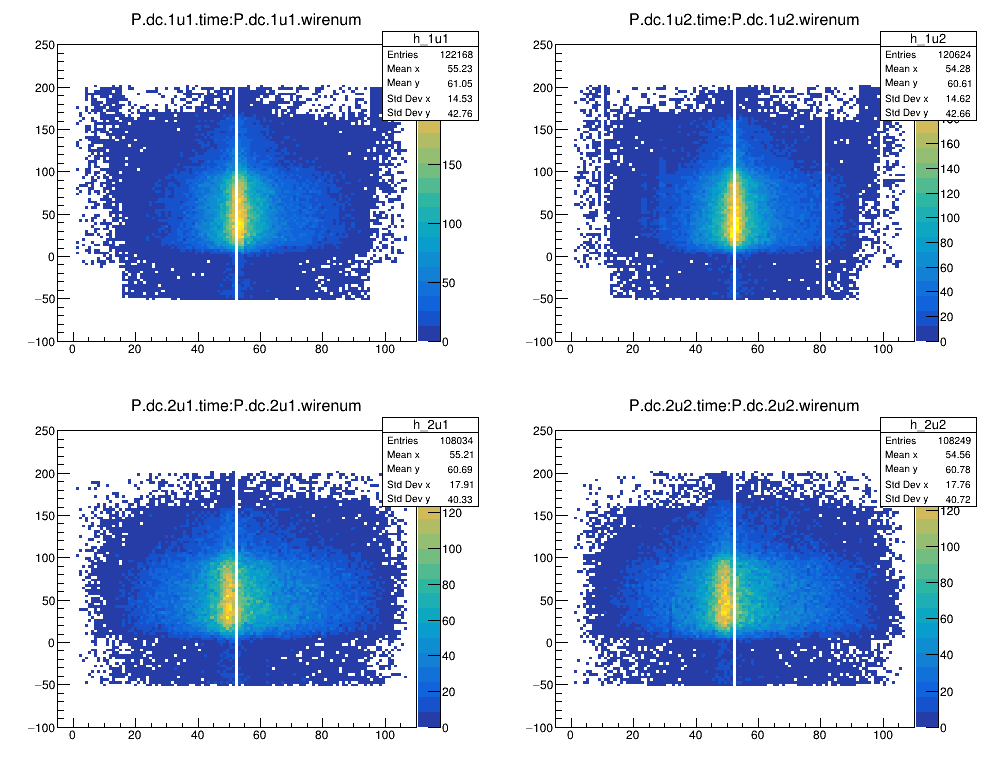 P.dc.1u1.time:P.dc.1u1.wirenum
h_1u1
Entries 122168
Mean x 55.23
Mean y 61.05
Std Dev x 14.53
Std Dev y 42.76
250
200
150
100
50
0
−50
−100
0 20 40 60 80 100
150
100
50
0
P.dc.1u2.time:P.dc.1u2.wirenum
h_1u2
Entries 120624
Mean x 54.28
Mean y 60.61
Std Dev x 14.62
Std Dev y 42.66
250
200
150
100
50
0
−50
−100
0 20 40 60 80 100
160
140
120
100
80
60
40
20
0
P.dc.2u1.time:P.dc.2u1.wirenum
h_2u1
Entries 108034
Mean x 55.21
Mean y 60.69
Std Dev x 17.91
Std Dev y 40.33
250
200
150
100
50
0
−50
−100
0 20 40 60 80 100
120
100
80
60
40
20
0
P.dc.2u2.time:P.dc.2u2.wirenum
h_2u2
Entries 108249
Mean x 54.56
Mean y 60.78
Std Dev x 17.76
Std Dev y 40.72
250
200
150
100
50
0
−50
−100
0 20 40 60 80 100
120
100
80
60
40
20
0